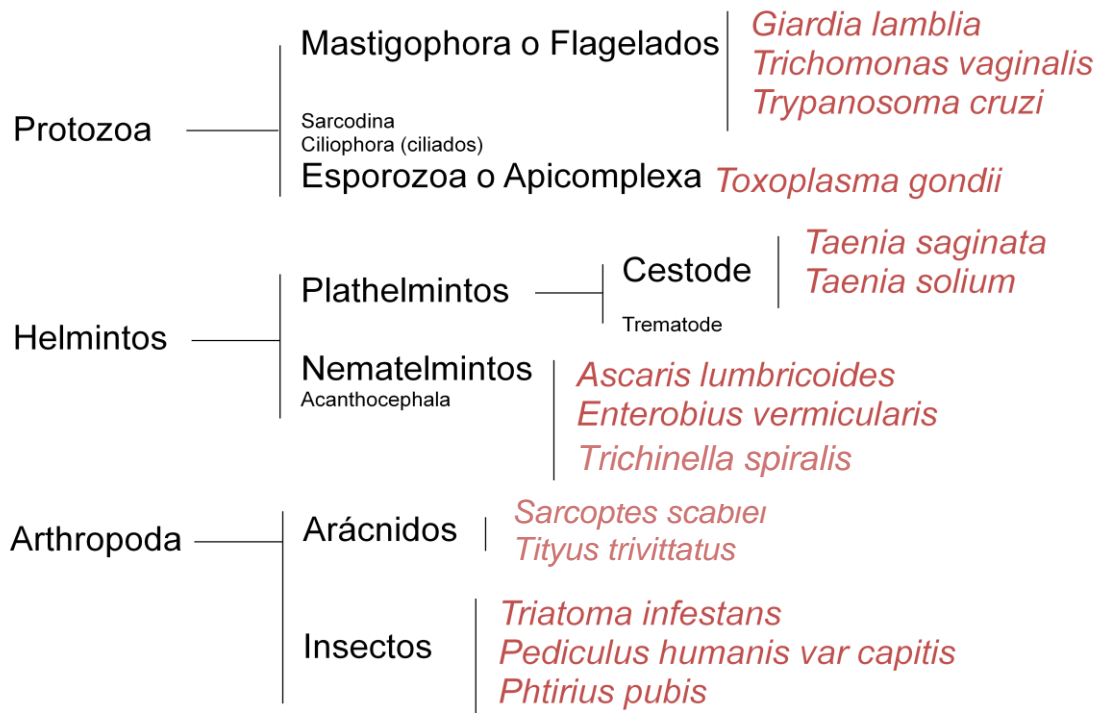 Protozoa
Mastigophora o Flagelados
Giardia lamblia
Trichomonas vaginalis
Trypanosoma cruzi
Sarcodina
Ciliophora (ciliados)
Esporozoa o Apicomplexa
Toxoplasma gondii
Helmintos
Plathelmintos
Cestode
Taenia saginata
Taenia solium
Trematode
Nematelmintos
Acanthocephala
Ascaris lumbricoides
Enterobius vermicularis
Trichinella spiralis
Arthropoda
Arácnidos
Sarcoptes scabiei
Tityus trivittatus
Insectos
Triatoma infestans
Pediculus humanis var capitis
Phtirius pubis